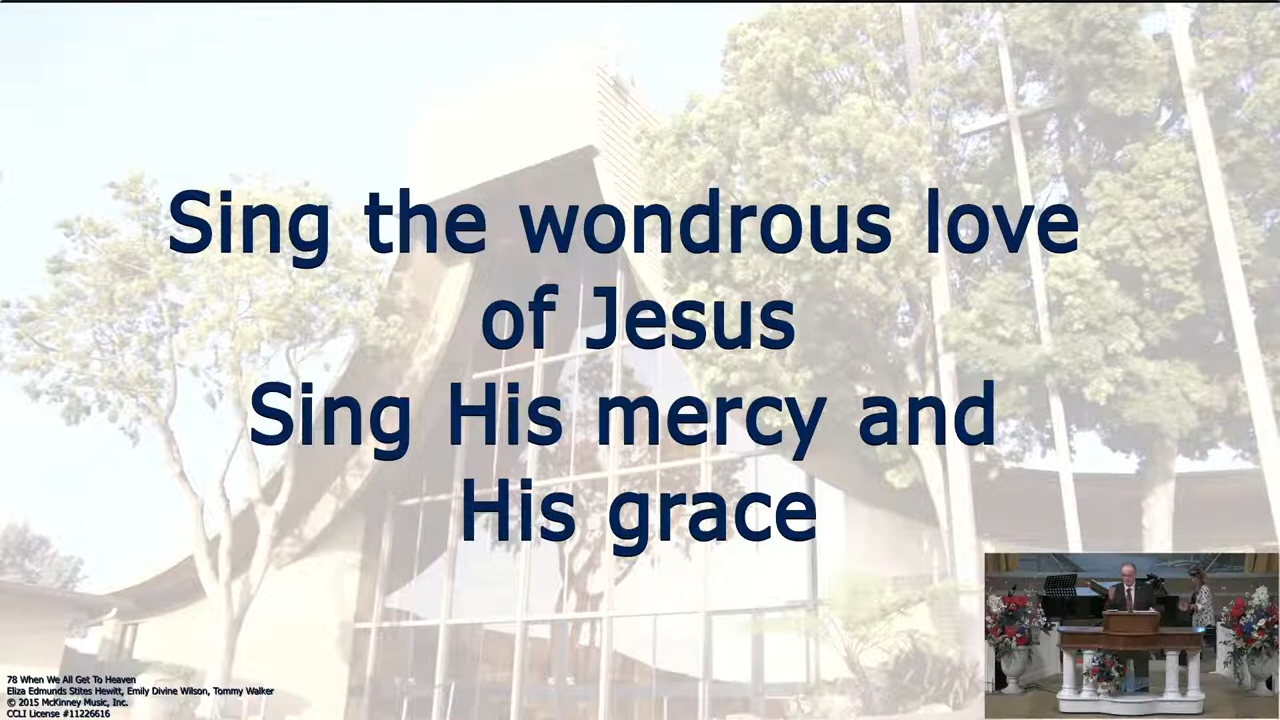 Sing the wondrous love
of Jesus
Sing His mercy and
His grace
78 When We All Get To Heaven
Eliza Edmunds Stites Hewitt, Emily Divine Wilson, Tommy Walker
© 2015 McKinney Music, Inc.
CCLI License #11226616